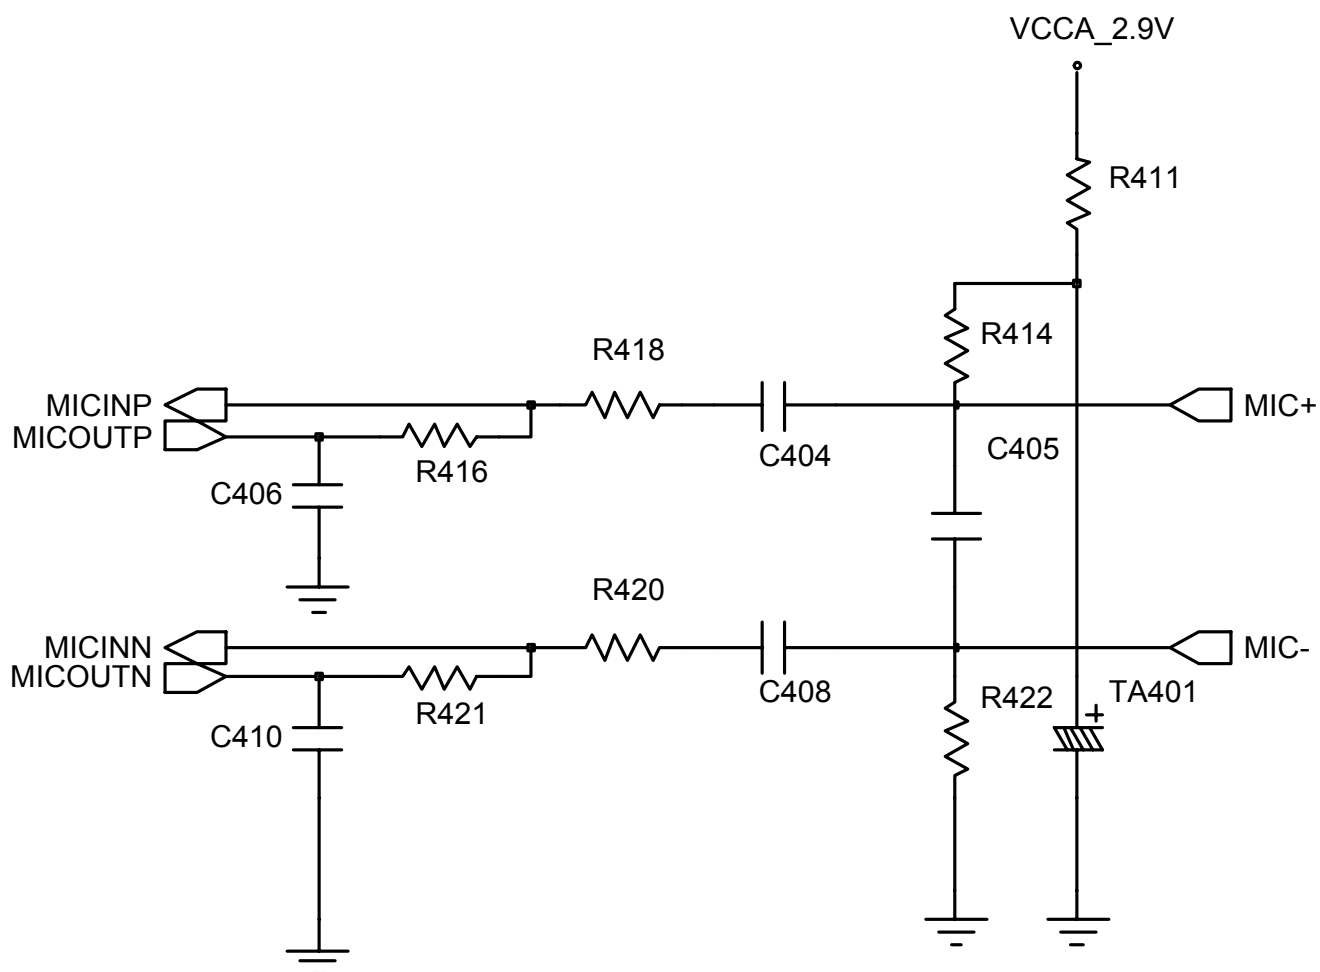 VCCA_2.9V
R411
R414
R418
MICINP
MIC+
MICOUTP
C405
C404
R416
C406
R420
MICINN
MIC-
MICOUTN
C408
R422
TA401
+
R421
C410